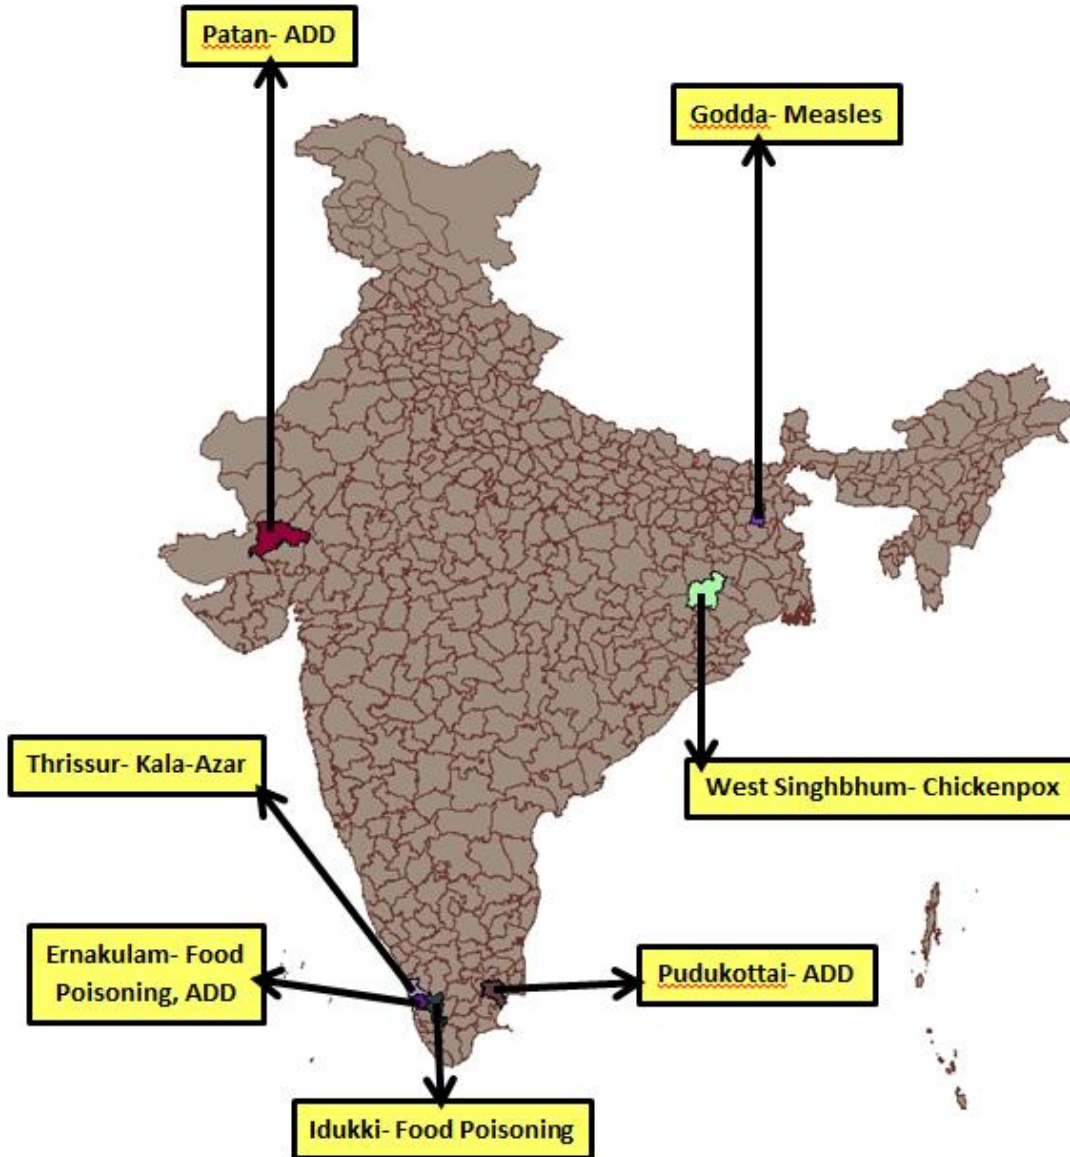 Patan- ADD
Godda- Measles
Thrissur- Kala-Azar
West Singhbhum- Chickenpox
Ernakulam- Food
Poisoning, ADD
Pudukottai- ADD
Idukki- Food Poisoning